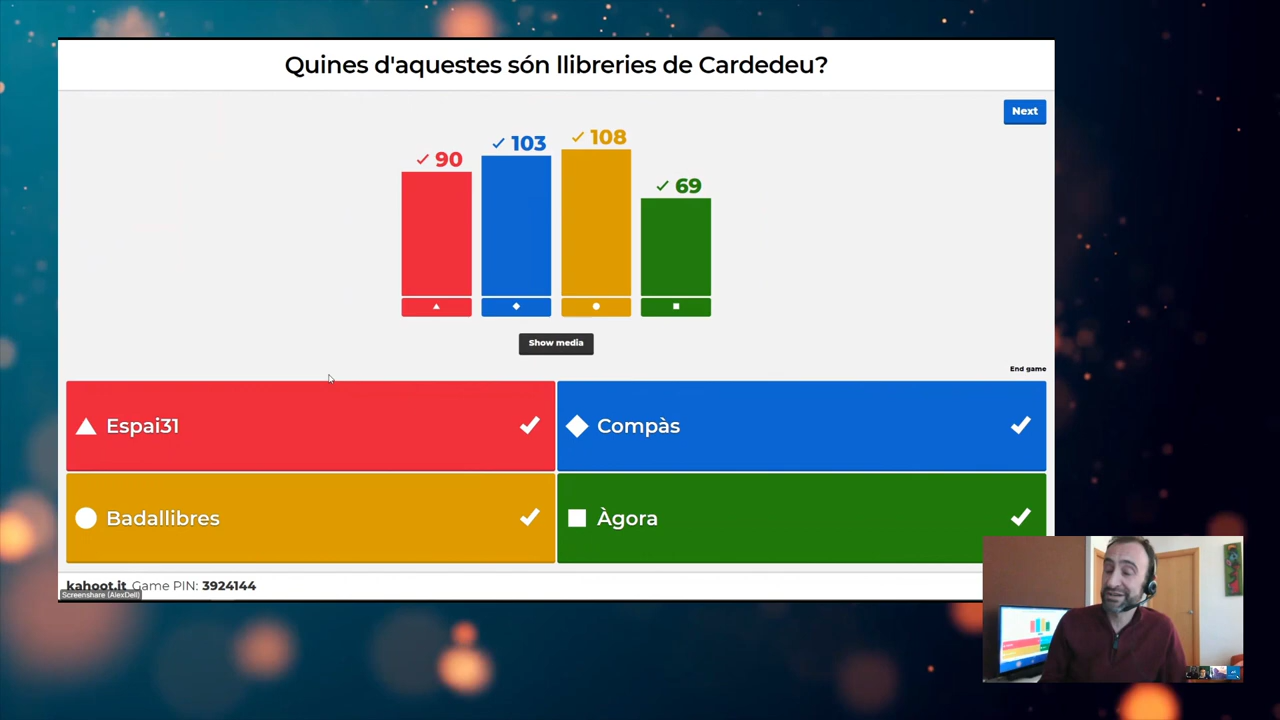 Quines d'aquestes són llibreries de Cardedeu?
Next
90
103
108
69
Show media
End game
Espai31
Compàs
Badallibres
Àgora
kahoot.it Game PIN: 3924144
Screenshare (AlexDell)